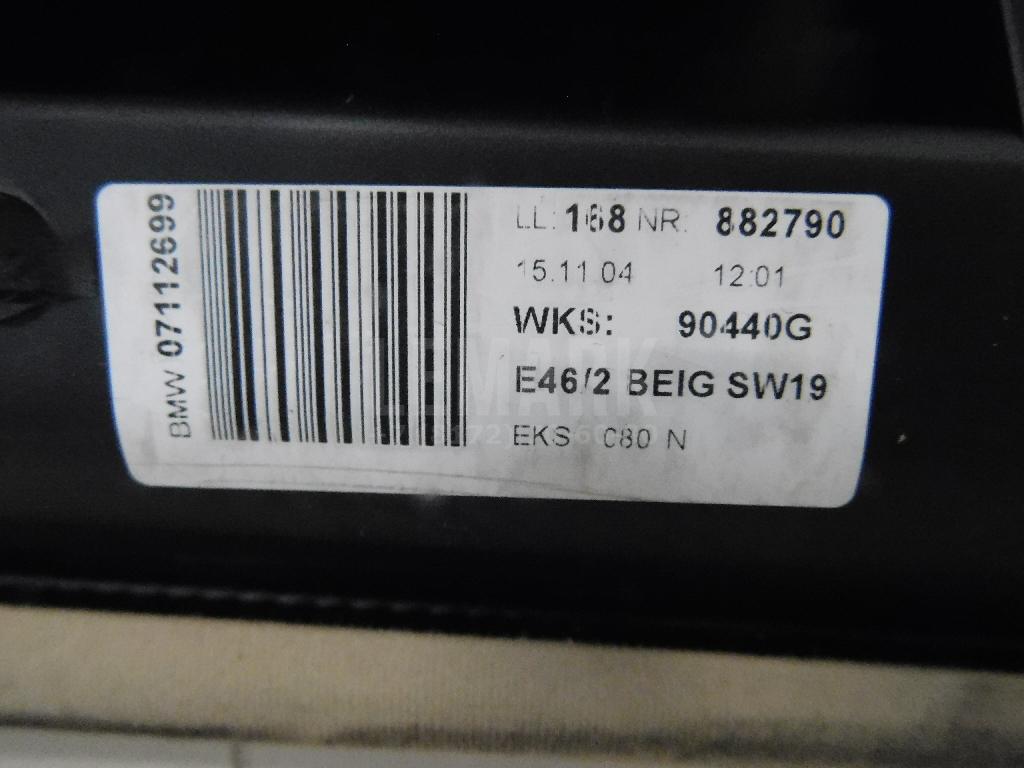 BMW 07112699
LL: 168 NR: 882790
15.11.04 12:01
WKS: 90440G
E46/2 BEIG SW19
EKS 080 N
LEMARK